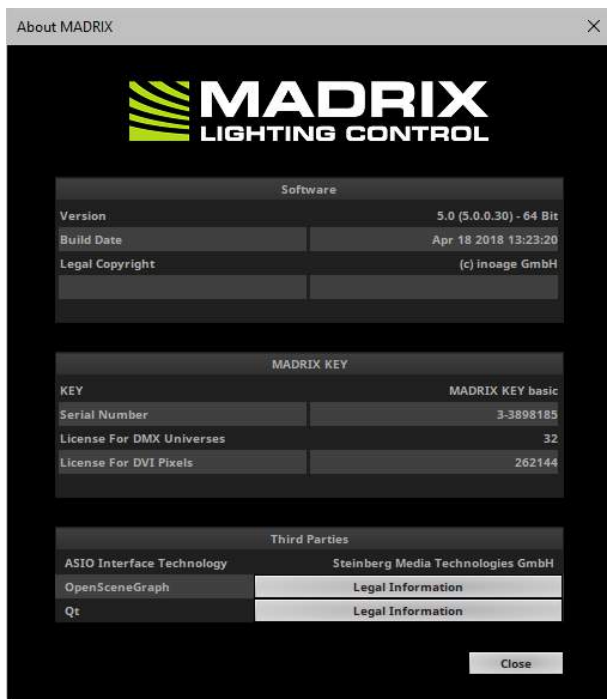 About MADRIX
MADRIX
LIGHTING CONTROL
Software
Version 5.0 (5.0.0.30) - 64 Bit
Build Date Apr 18 2018 13:23:20
Legal Copyright (c) inoage GmbH
MADRIX KEY
KEY MADRIX KEY basic
Serial Number 3-3898185
License For DMX Universes 32
License For DVI Pixels 262144
Third Parties
ASIO Interface Technology Steinberg Media Technologies GmbH
OpenSceneGraph Legal Information
Qt Legal Information
Close